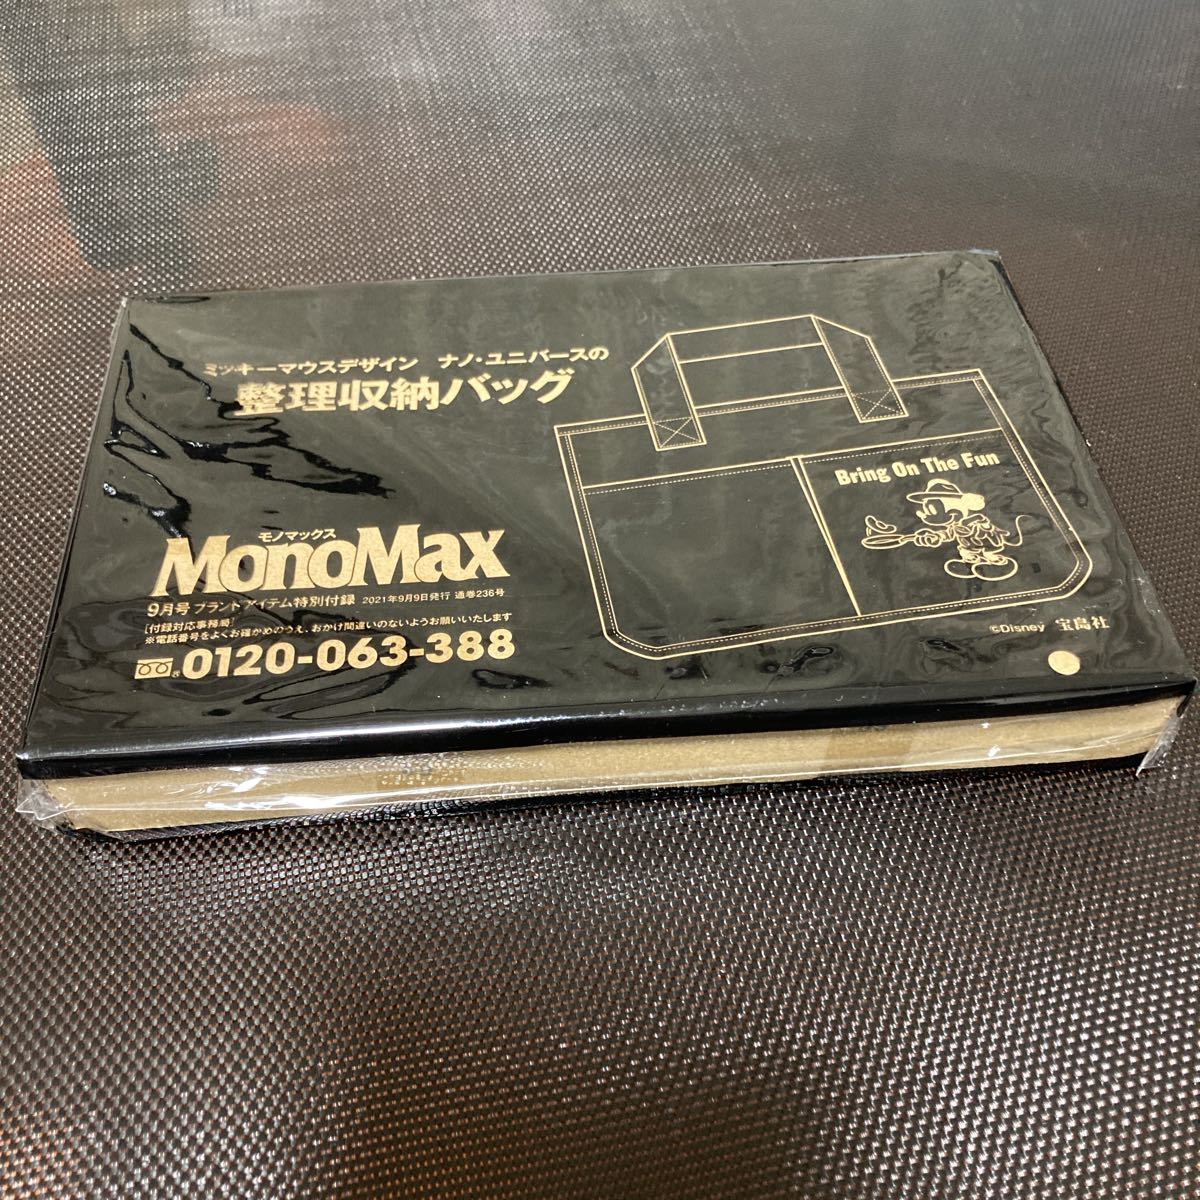 ミッキーマウスデザイン ナノ・ユニバースの
整理収納バッグ
モノマックス
MonoMax
9月号 ブランドアイテム特別付録 2021年9月9日発行 通巻236号
[付録対応事務局]
※電話番号をよくお確かめのうえ、おかけ間違いのないようお願いいたします
0120-063-388
Bring On The Fun
©Disney 宝島社